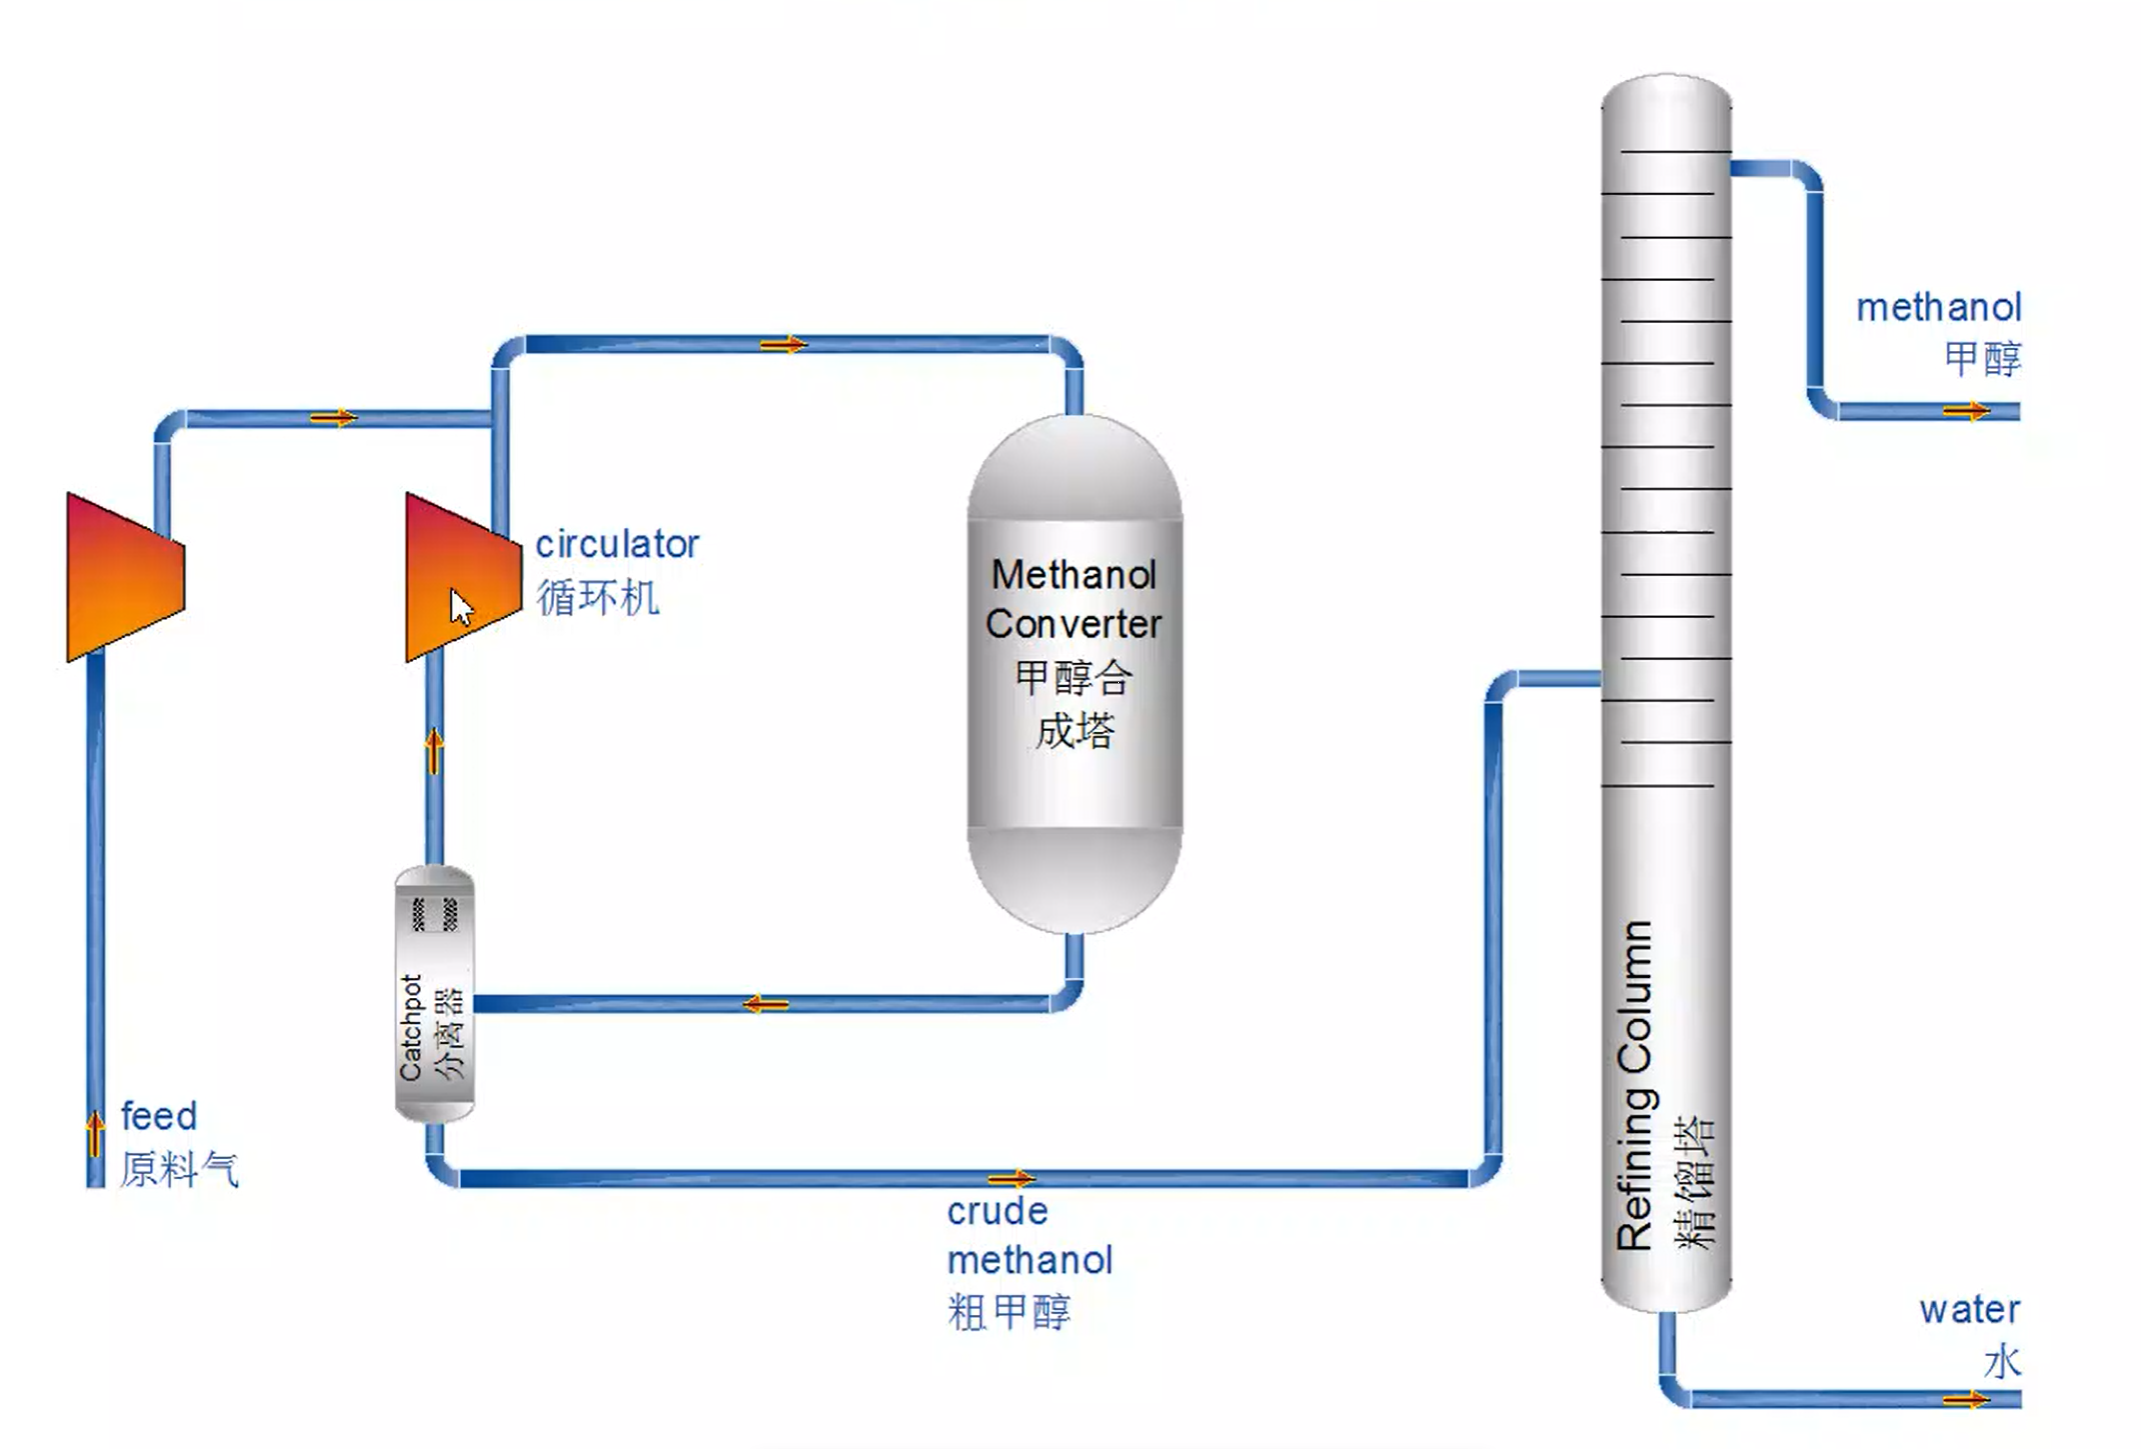 methanol
甲醇
circulator
循环机
Methanol
Converter
甲醇合
成塔
Catchpot
分离器
feed
原料气
crude
methanol
粗甲醇
Refining Column
精馏塔
water
水